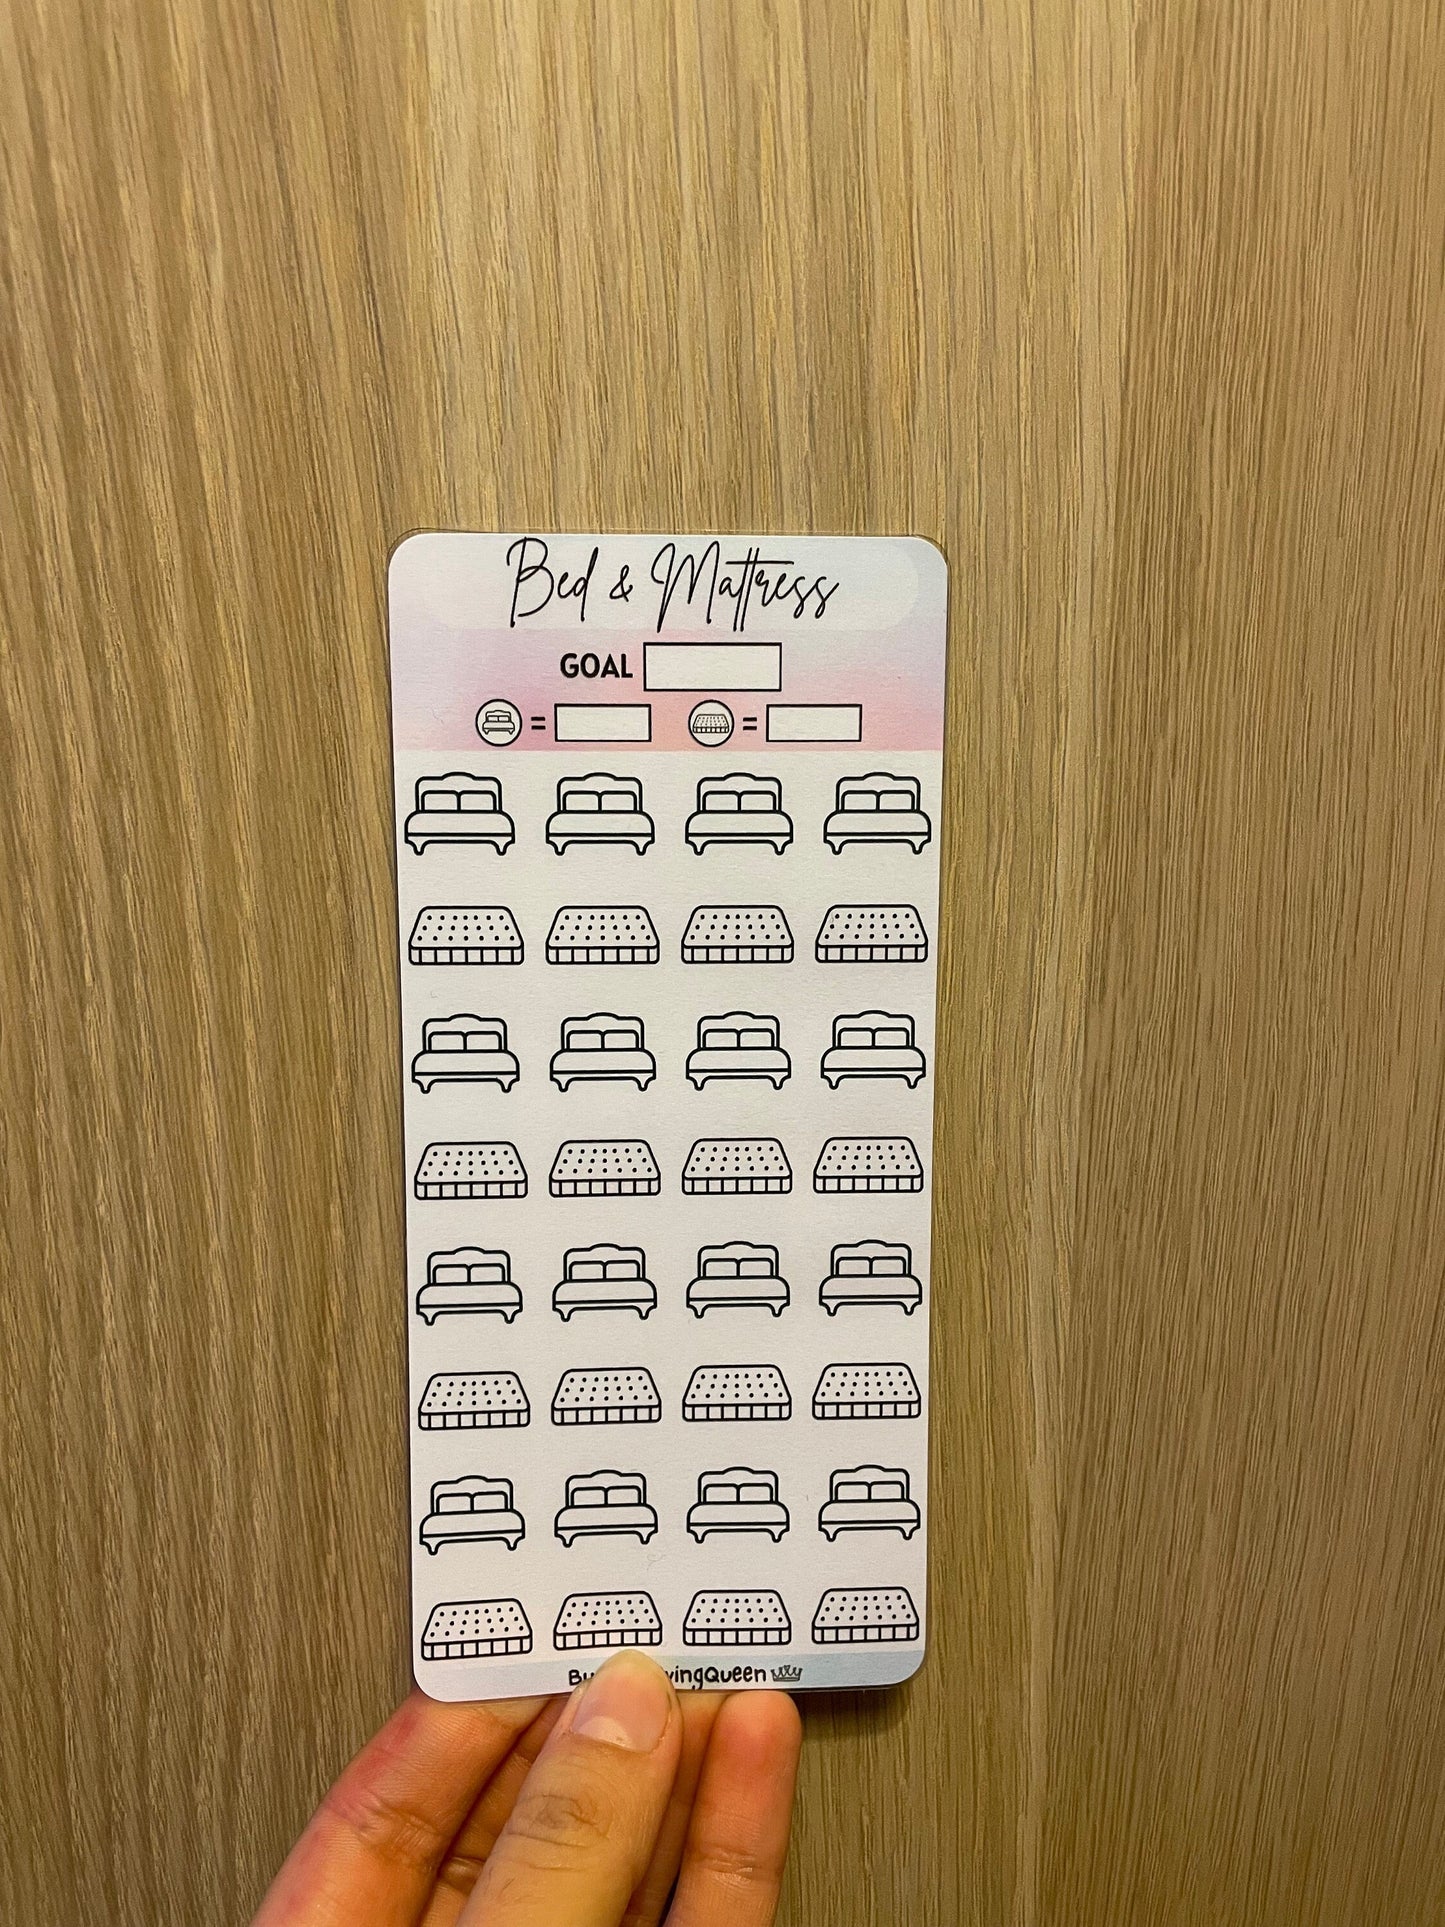 Bed & Mattress
GOAL
= =